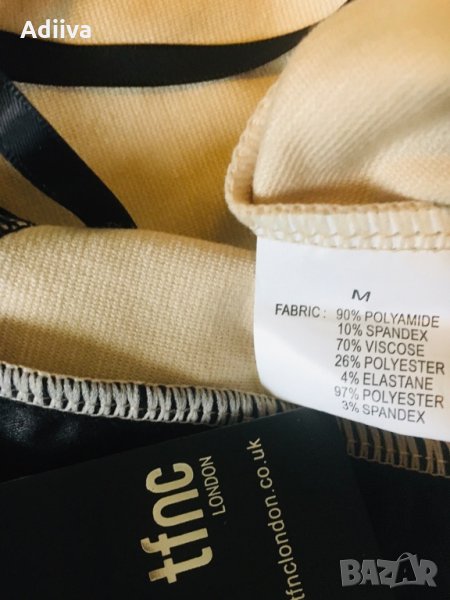 Adiiva
M
FABRIC : 90% POLYAMIDE
10% SPANDEX
70% VISCOSE
26% POLYESTER
4% ELASTANE
97% POLYESTER
3% SPANDEX
tfnc
LONDON
tfnclondon.co.uk
BAZAR